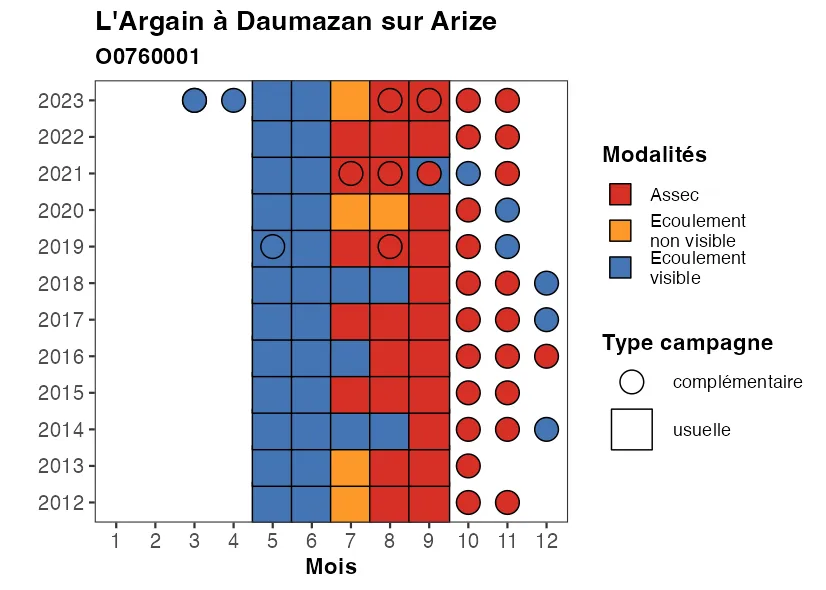 L'Argain à Daumazan sur Arize
O0760001
2023
2022
2021
2020
2019
2018
2017
2016
2015
2014
2013
2012
1 2 3 4 5 6 7 8 9 10 11 12
Mois
Modalités
Assec
Ecoulement
non visible
Ecoulement
visible
Type campagne
complémentaire
usuelle